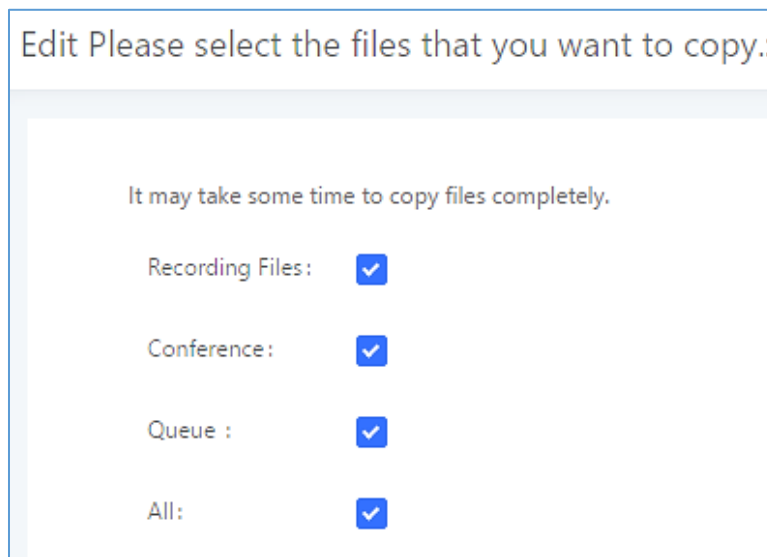 Edit Please select the files that you want to copy.:
It may take some time to copy files completely.
Recording Files:
Conference:
Queue :
All: